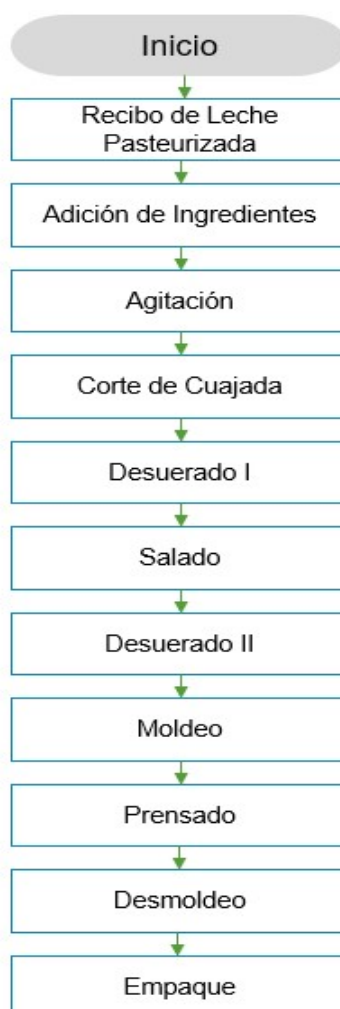 Inicio
Recibo de Leche
Pasteurizada
Adición de Ingredientes
Agitación
Corte de Cuajada
Desuerado I
Salado
Desuerado II
Moldeo
Prensado
Desmoldeo
Empaque